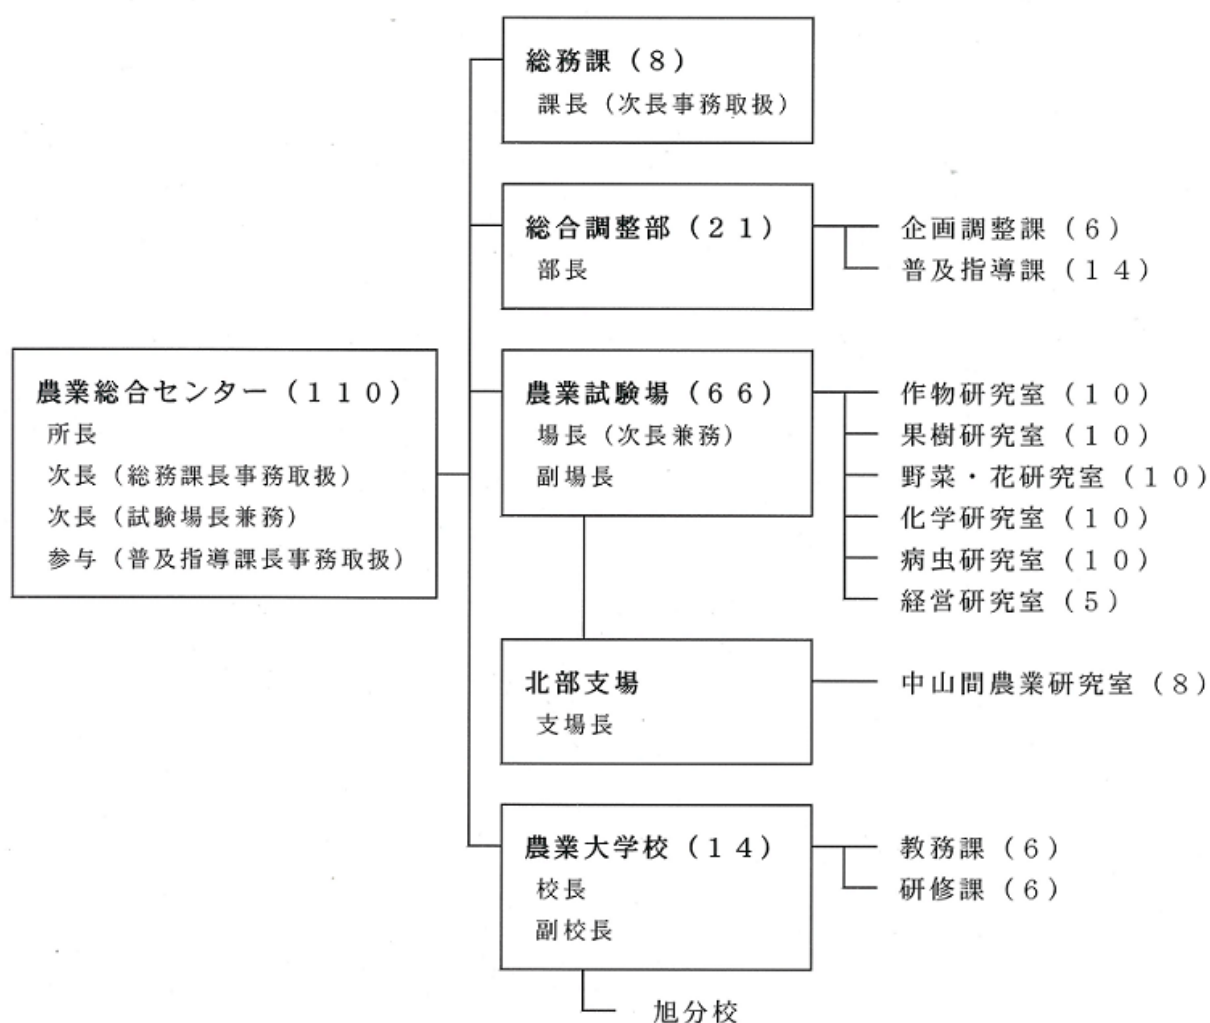 農業総合センター（１１０）
所長
次長（総務課長事務取扱）
次長（試験場長兼務）
参与（普及指導課長事務取扱）
総務課（８）
課長（次長事務取扱）
総合調整部（２１）
部長
企画調整課（６）
普及指導課（１４）
農業試験場（６６）
場長（次長兼務）
副場長
作物研究室（１０）
果樹研究室（１０）
野菜・花研究室（１０）
化学研究室（１０）
病虫研究室（１０）
経営研究室（５）
北部支場
支場長
中山間農業研究室（８）
農業大学校（１４）
校長
副校長
教務課（６）
研修課（６）
旭分校